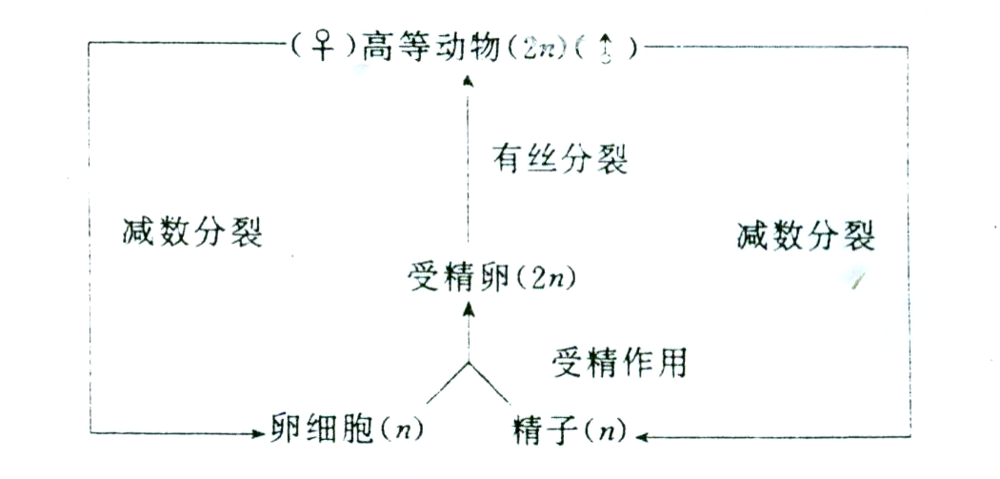 (♀)高等动物(2n)(♂)
有丝分裂
减数分裂
减数分裂
受精卵(2n)
受精作用
卵细胞(n)
精子(n)